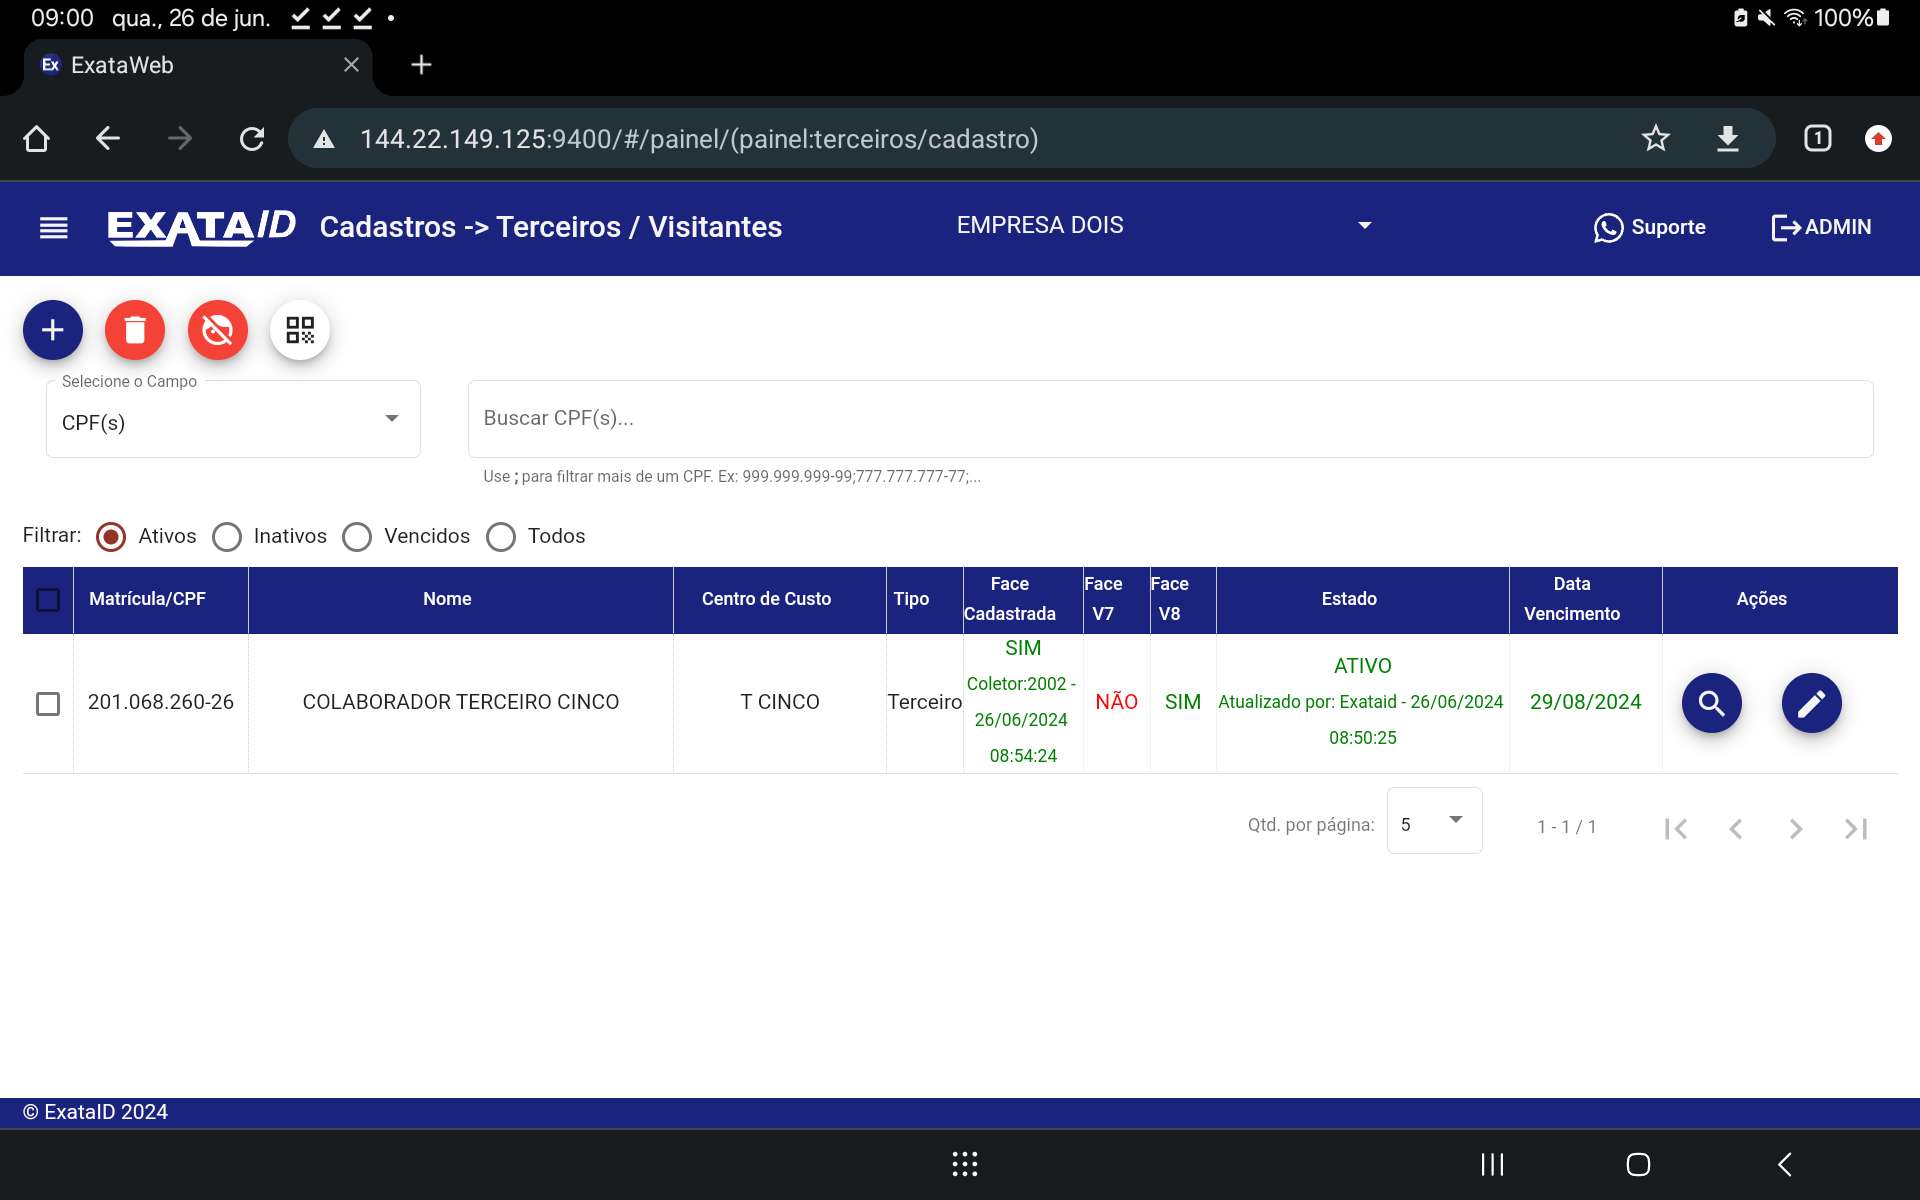 09:00 qua., 26 de jun.
100%
Ex ExataWeb
144.22.149.125:9400/#/painel/(painel:terceiros/cadastro)
1
EXATAID Cadastros -> Terceiros / Visitantes
EMPRESA DOIS
Suporte
ADMIN
Selecione o Campo
CPF(s)
Buscar CPF(s)...
Use ; para filtrar mais de um CPF. Ex: 999.999.999-99;777.777.777-77;...
Filtrar: Ativos Inativos Vencidos Todos
Matrícula/CPF
Nome
Centro de Custo
Tipo
Face
Cadastrada
Face
V7
Face
V8
Estado
Data
Vencimento
Ações
201.068.260-26
COLABORADOR TERCEIRO CINCO
T CINCO
Terceiro
SIM
Coletor:2002 -
26/06/2024
08:54:24
NÃO
SIM
ATIVO
Atualizado por: Exataid - 26/06/2024
08:50:25
29/08/2024
Qtd. por página: 5
1 - 1 / 1
© ExataID 2024